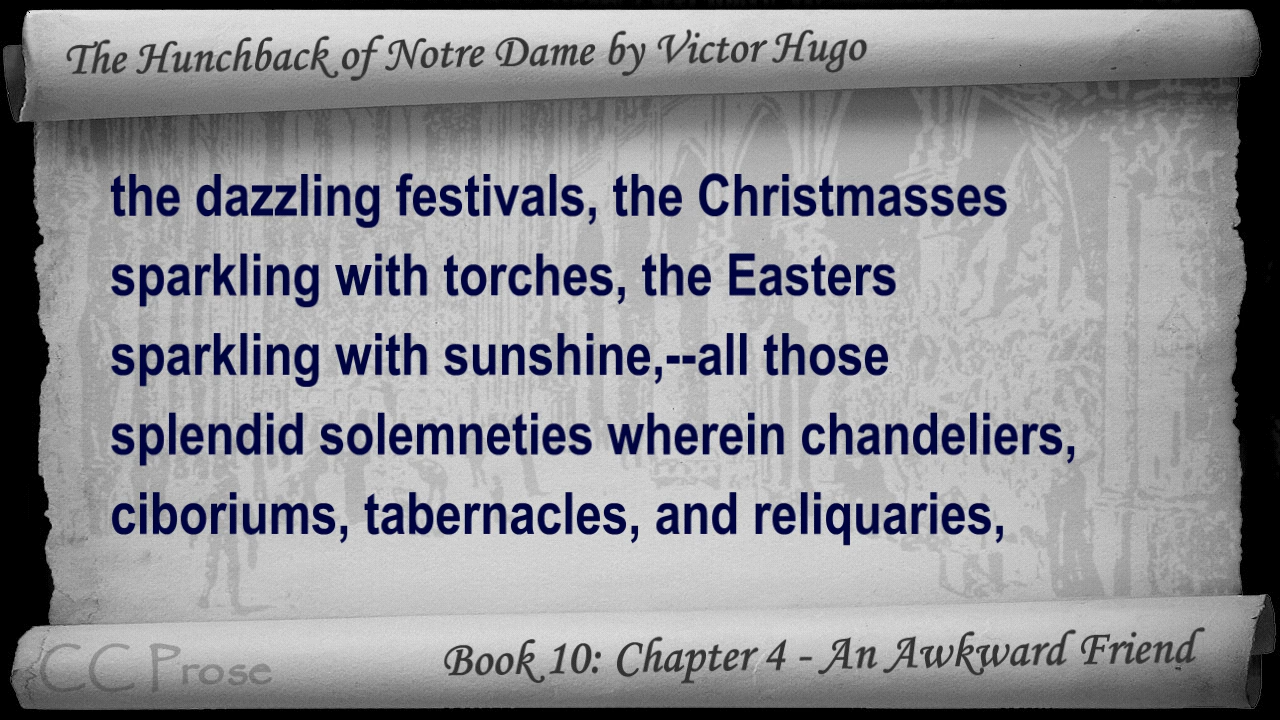 The Hunchback of Notre Dame by Victor Hugo
the dazzling festivals, the Christmasses
sparkling with torches, the Easters
sparkling with sunshine,--all those
splendid solemneties wherein chandeliers,
ciboriums, tabernacles, and reliquaries,
CC Prose
Book 10: Chapter 4 - An Awkward Friend